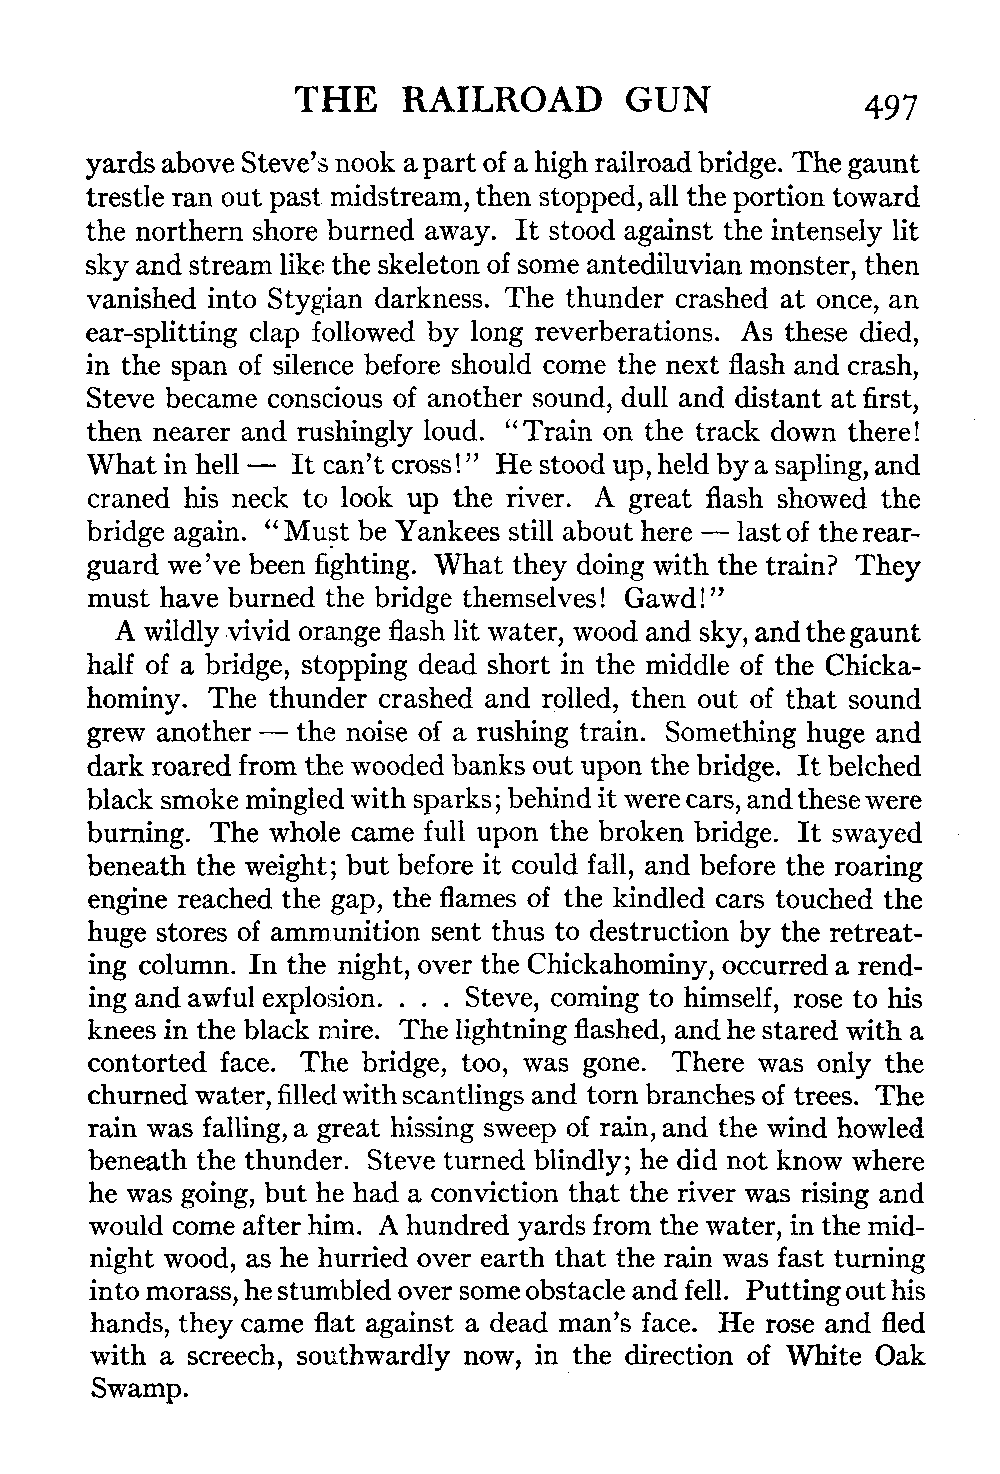 THE RAILROAD GUN 497
yards above Steve's nook a part of a high railroad bridge. The gaunt
trestle ran out past midstream, then stopped, all the portion toward
the northern shore burned away. It stood against the intensely lit
sky and stream like the skeleton of some antediluvian monster, then
vanished into Stygian darkness. The thunder crashed at once, an
ear-splitting clap followed by long reverberations. As these died,
in the span of silence before should come the next flash and crash,
Steve became conscious of another sound, dull and distant at first,
then nearer and rushingly loud. "Train on the track down there!
What in hell — It can't cross!" He stood up, held by a sapling, and
craned his neck to look up the river. A great flash showed the
bridge again. "Must be Yankees still about here — last of the rear-
guard we've been fighting. What they doing with the train? They
must have burned the bridge themselves! Gawd!"
A wildly vivid orange flash lit water, wood and sky, and the gaunt
half of a bridge, stopping dead short in the middle of the Chicka-
hominy. The thunder crashed and rolled, then out of that sound
grew another — the noise of a rushing train. Something huge and
dark roared from the wooded banks out upon the bridge. It belched
black smoke mingled with sparks; behind it were cars, and these were
burning. The whole came full upon the broken bridge. It swayed
beneath the weight; but before it could fall, and before the roaring
engine reached the gap, the flames of the kindled cars touched the
huge stores of ammunition sent thus to destruction by the retreat-
ing column. In the night, over the Chickahominy, occurred a rend-
ing and awful explosion. . . . Steve, coming to himself, rose to his
knees in the black mire. The lightning flashed, and he stared with a
contorted face. The bridge, too, was gone. There was only the
churned water, filled with scantlings and torn branches of trees. The
rain was falling, a great hissing sweep of rain, and the wind howled
beneath the thunder. Steve turned blindly; he did not know where
he was going, but he had a conviction that the river was rising and
would come after him. A hundred yards from the water, in the mid-
night wood, as he hurried over earth that the rain was fast turning
into morass, he stumbled over some obstacle and fell. Putting out his
hands, they came flat against a dead man's face. He rose and fled
with a screech, southwardly now, in the direction of White Oak
Swamp.